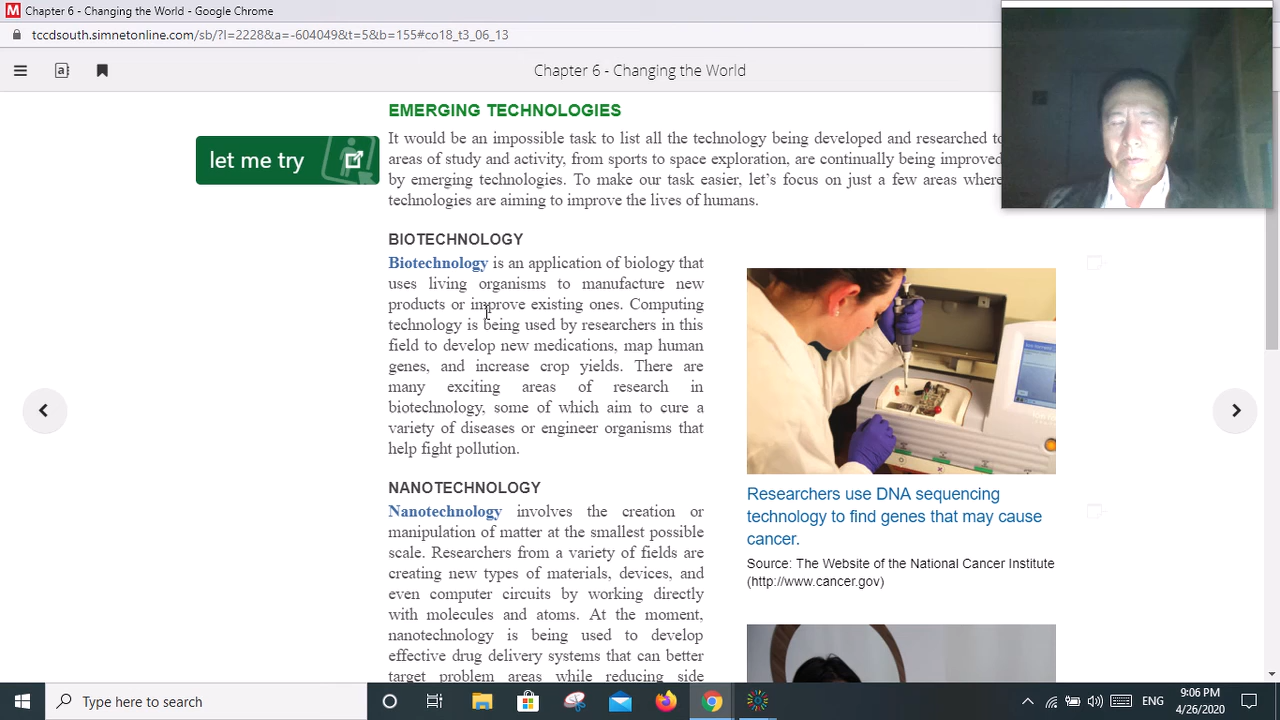 Chapter 6 - Changing the World - Google Chrome
tccdsouth.simnetonline.com/sb/?l=2228&a=-604049&t=5&b=155#co18_t3_06_13
Chapter 6 - Changing the World
let me try
EMERGING TECHNOLOGIES
It would be an impossible task to list all the technology being developed and researched
areas of study and activity, from sports to space exploration, are continually being improved
by emerging technologies. To make our task easier, let's focus on just a few areas where
technologies are aiming to improve the lives of humans.
BIOTECHNOLOGY
Biotechnology is an application of biology that
uses living organisms to manufacture new
products or improve existing ones. Computing
technology is being used by researchers in this
field to develop new medications, map human
genes, and increase crop yields. There are
many exciting areas of research in
biotechnology, some of which aim to cure a
variety of diseases or engineer organisms that
help fight pollution.
NANOTECHNOLOGY
Nanotechnology involves the creation or
manipulation of matter at the smallest possible
scale. Researchers from a variety of fields are
creating new types of materials, devices, and
even computer circuits by working directly
with molecules and atoms. At the moment,
nanotechnology is being used to develop
effective drug delivery systems that can better
target problem areas while reducing side
Researchers use DNA sequencing
technology to find genes that may cause
cancer.
Source: The Website of the National Cancer Institute
(http://www.cancer.gov)
Type here to search
ENG
9:06 PM
4/26/2020